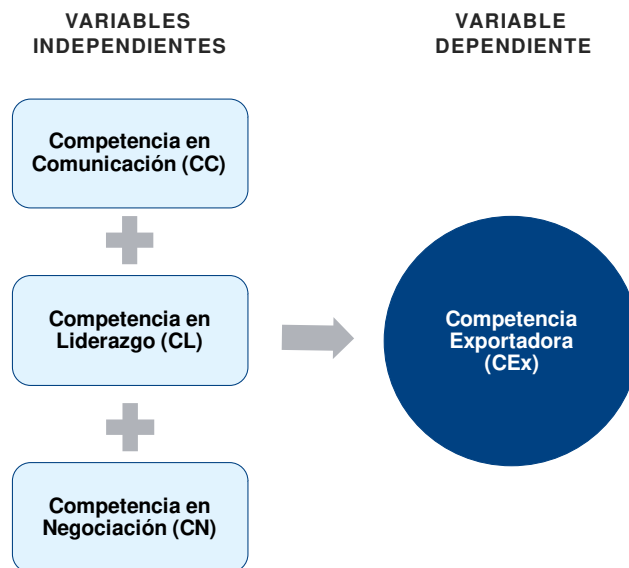 VARIABLES
INDEPENDIENTES
VARIABLE
DEPENDIENTE
Competencia en
Comunicación (CC)
Competencia en
Liderazgo (CL)
Competencia
Exportadora
(CEx)
Competencia en
Negociación (CN)